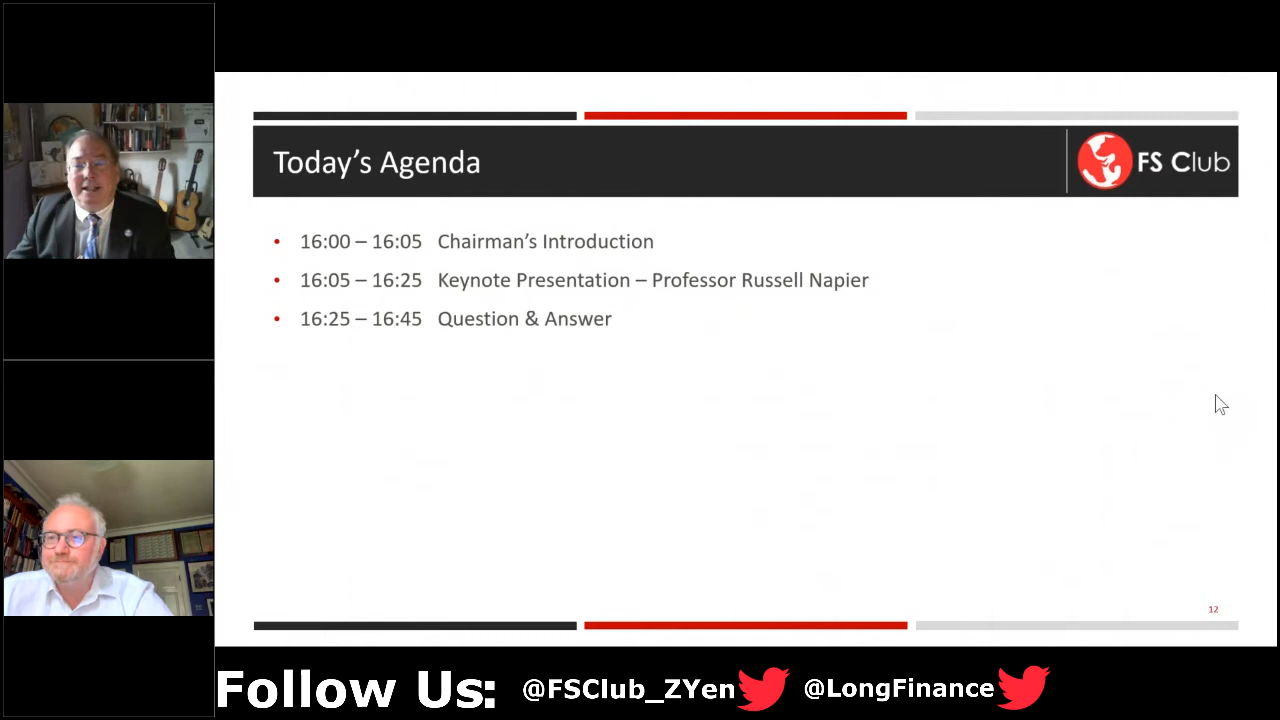 Today's Agenda
FS Club
• 16:00 – 16:05 Chairman's Introduction
• 16:05 – 16:25 Keynote Presentation – Professor Russell Napier
• 16:25 – 16:45 Question & Answer
12
Follow Us: @FSClub_ZYen @LongFinance